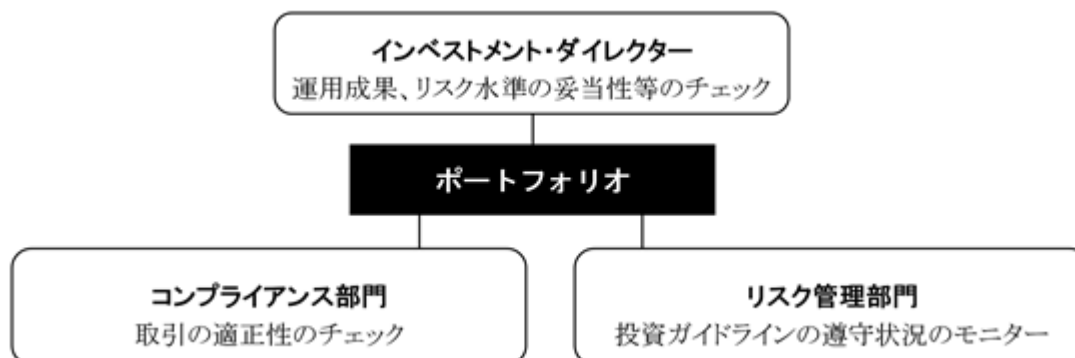 インベストメント・ダイレクター
運用成果、リスク水準の妥当性等のチェック
ポートフォリオ
コンプライアンス部門
取引の適正性のチェック
リスク管理部門
投資ガイドラインの遵守状況のモニター